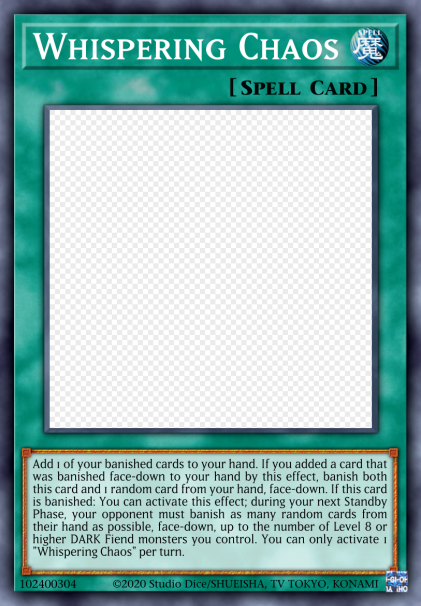 WHISPERING CHAOS
SPELL
魔
[SPELL CARD]
Add 1 of your banished cards to your hand. If you added a card that
was banished face-down to your hand by this effect, banish both
this card and 1 random card from your hand, face-down. If this card
is banished: You can activate this effect; during your next Standby
Phase, your opponent must banish as many random cards from
their hand as possible, face-down, up to the number of Level 8 or
higher DARK Fiend monsters you control. You can only activate 1
"Whispering Chaos" per turn.
102400304 ©2020 Studio Dice/SHUEISHA, TV TOKYO, KONAMI